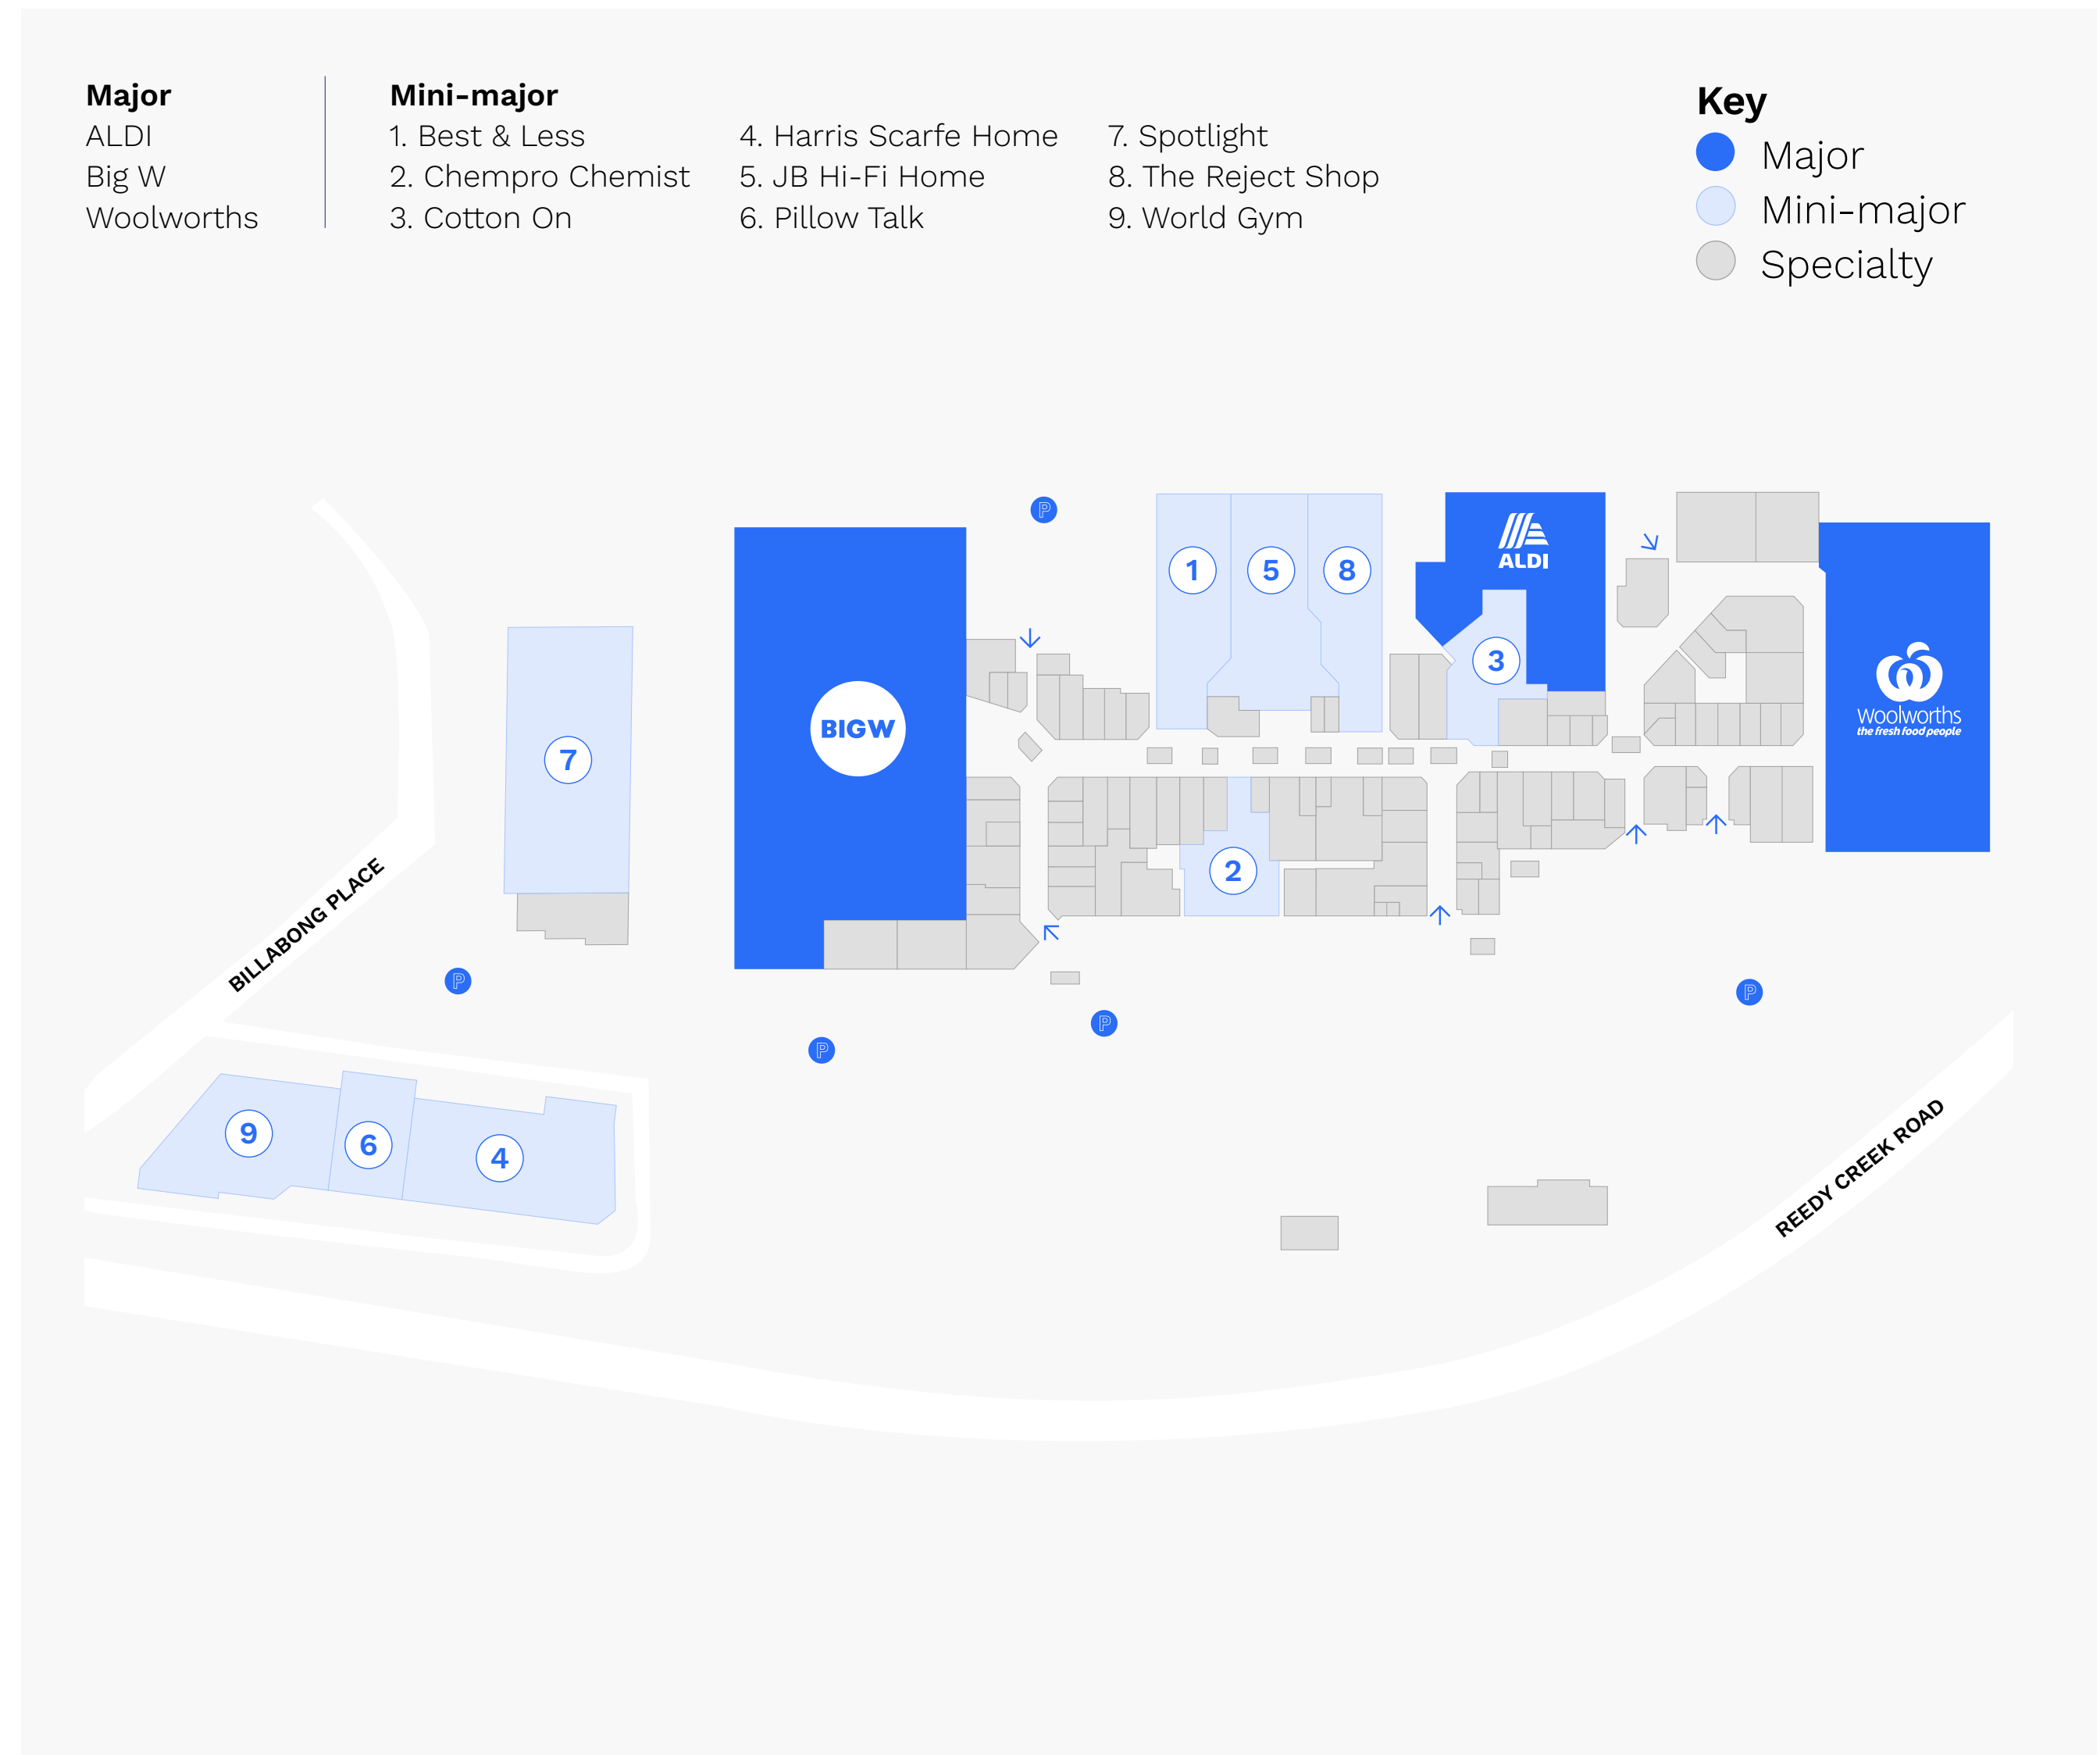 Major
ALDI
Big W
Woolworths
Mini-major
1. Best & Less
2. Chempro Chemist
3. Cotton On
4. Harris Scarfe Home
5. JB Hi-Fi Home
6. Pillow Talk
7. Spotlight
8. The Reject Shop
9. World Gym
Key
Major
Mini-major
Specialty
P
1
5
8
ALDI
3
7
BIGW
Woolworths
the fresh food people
2
BILLABONG PLACE
P
P
P
P
9
6
4
REEDY CREEK ROAD